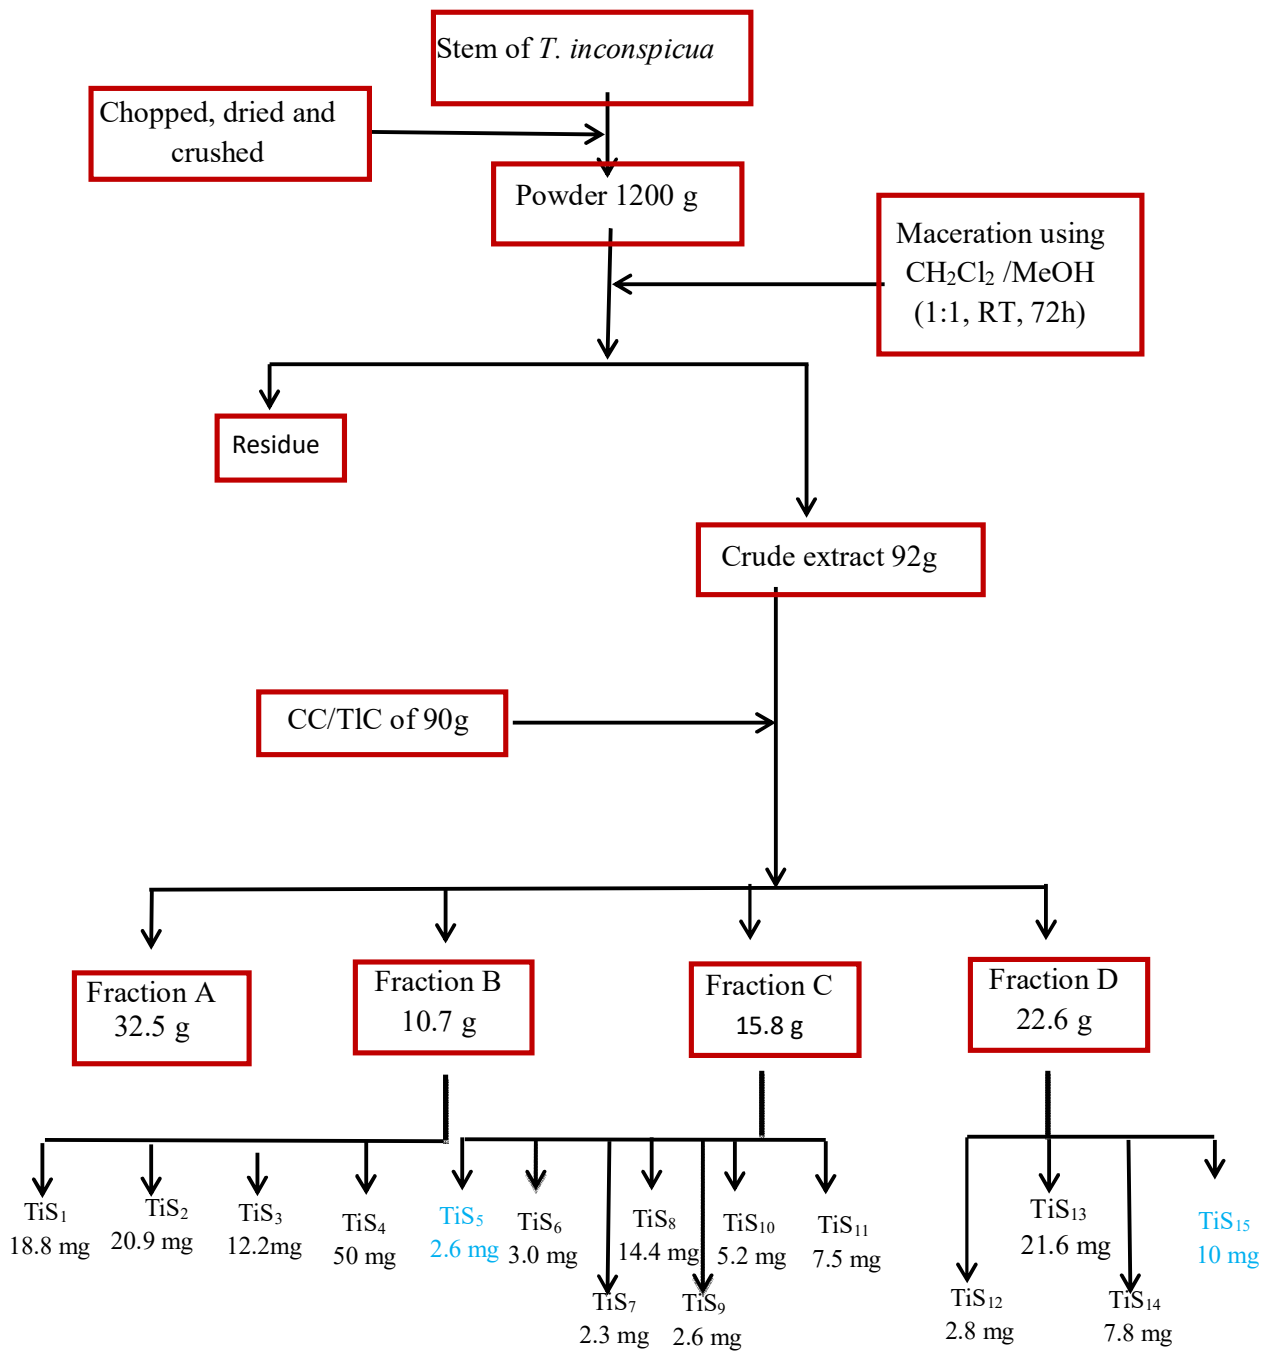 Stem of T. inconspicua
Chopped, dried and
crushed
Powder 1200 g
Maceration using
CH₂Cl₂ /MeOH
(1:1, RT, 72h)
Residue
Crude extract 92g
CC/TlC of 90g
Fraction A
32.5 g
Fraction B
10.7 g
Fraction C
15.8 g
Fraction D
22.6 g
TiS₁
18.8 mg
TiS₂
20.9 mg
TiS₃
12.2mg
TiS₄
50 mg
TiS₅
2.6 mg
TiS₆
3.0 mg
TiS₇
2.3 mg
TiS₈
14.4 mg
TiS₉
2.6 mg
TiS₁₀
5.2 mg
TiS₁₁
7.5 mg
TiS₁₂
2.8 mg
TiS₁₃
21.6 mg
TiS₁₄
7.8 mg
TiS₁₅
10 mg